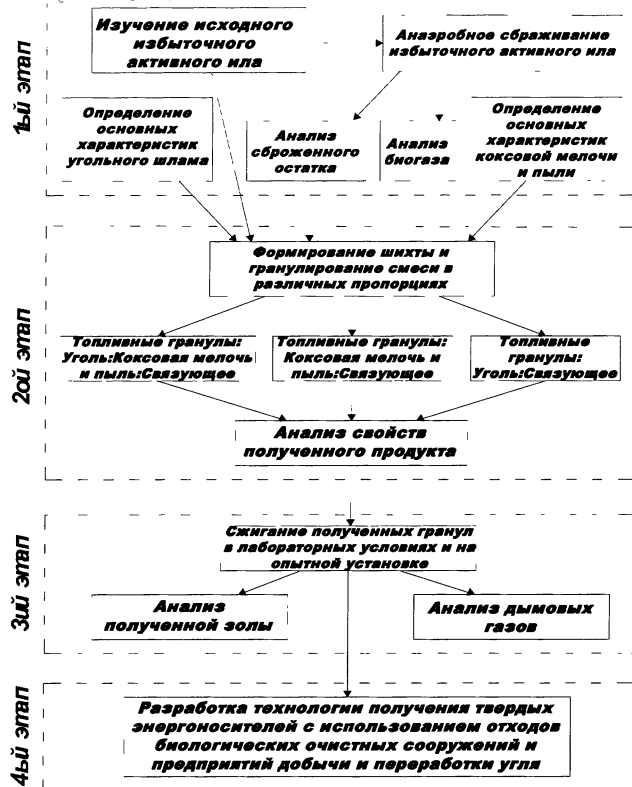 1ый этап
Изучение исходного
избыточного
активного ила
Анаэробное сбраживание
избыточного активного ила
Определение
основных
характеристик
угольного шлама
Анализ
сброженного
остатка
Анализ
биогаза
Определение
основных
характеристик
коксовой мелочи
и пыли
2ой этап
Формирование шихты и
гранулирование смеси в
различных пропорциях
Топливные гранулы:
Уголь:Коксовая мелочь
и пыль:Связующее
Топливные гранулы:
Коксовая мелочь и
пыль:Связующее
Топливные
гранулы:
Уголь:Связующее
Анализ свойств
полученного продукта
3ий этап
Сжигание полученных гранул
в лабораторных условиях и на
опытной установке
Анализ
полученной золы
Анализ дымовых
газов
4ый этап
Разработка технологии получения твердых
энергоносителей с использованием отходов
биологических очистных сооружений и
предприятий добычи и переработки угля